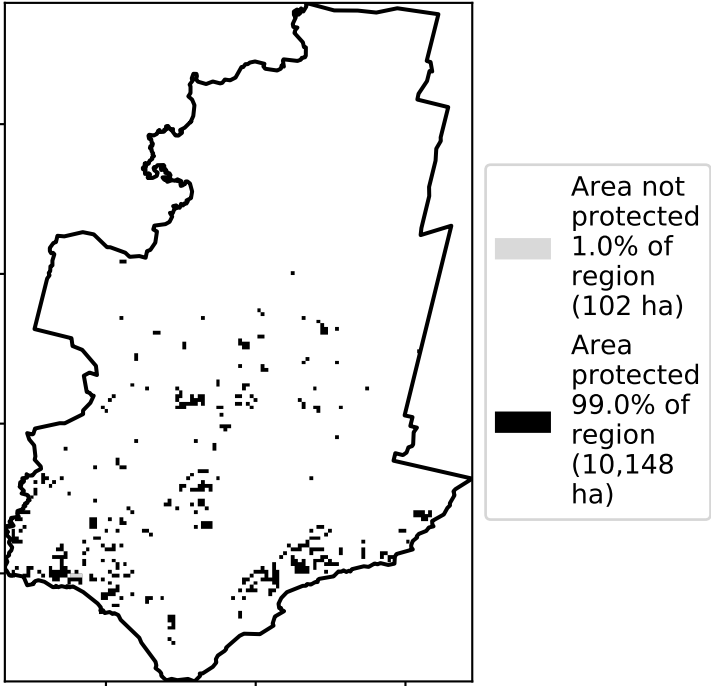 Area not
protected
1.0% of
region
(102 ha)
Area
protected
99.0% of
region
(10,148
ha)